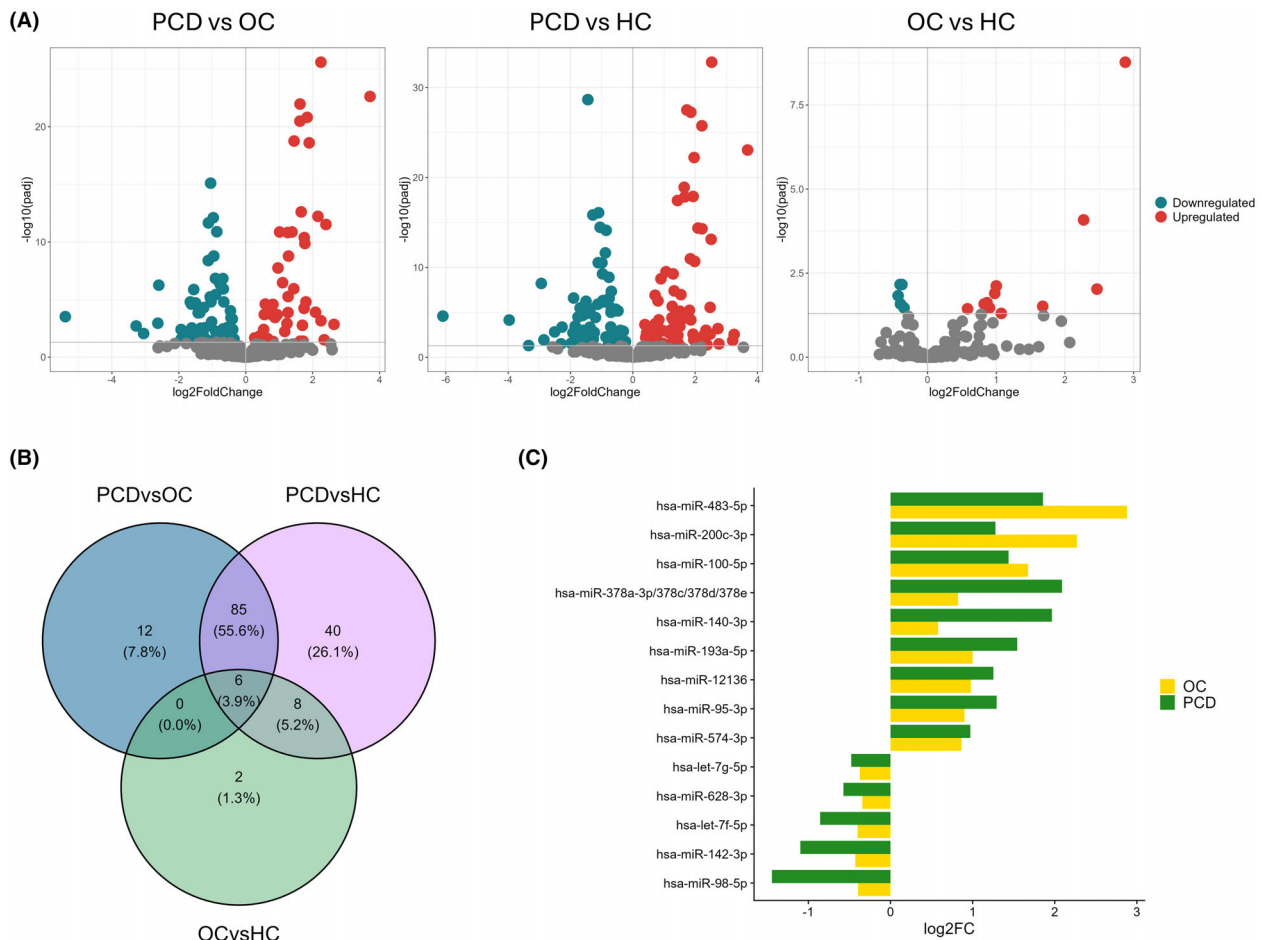 (A)
PCD vs OC
PCD vs HC
OC vs HC
-log10(padj)
20
10
0
-4
-2
0
2
4
log2FoldChange
-log10(padj)
30
20
10
0
-6
-4
-2
0
2
4
log2FoldChange
-log10(padj)
7.5
5.0
2.5
0.0
-1
0
1
2
3
log2FoldChange
Downregulated
Upregulated
(B)
PCDvsOC
PCDvsHC
12
(7.8%)
85
(55.6%)
40
(26.1%)
6
(3.9%)
0
(0.0%)
8
(5.2%)
2
(1.3%)
OCvsHC
(C)
hsa-miR-483-5p
hsa-miR-200c-3p
hsa-miR-100-5p
hsa-miR-378a-3p/378c/378d/378e
hsa-miR-140-3p
hsa-miR-193a-5p
hsa-miR-12136
hsa-miR-95-3p
hsa-miR-574-3p
hsa-let-7g-5p
hsa-miR-628-3p
hsa-let-7f-5p
hsa-miR-142-3p
hsa-miR-98-5p
-1
0
1
2
3
log2FC
OC
PCD